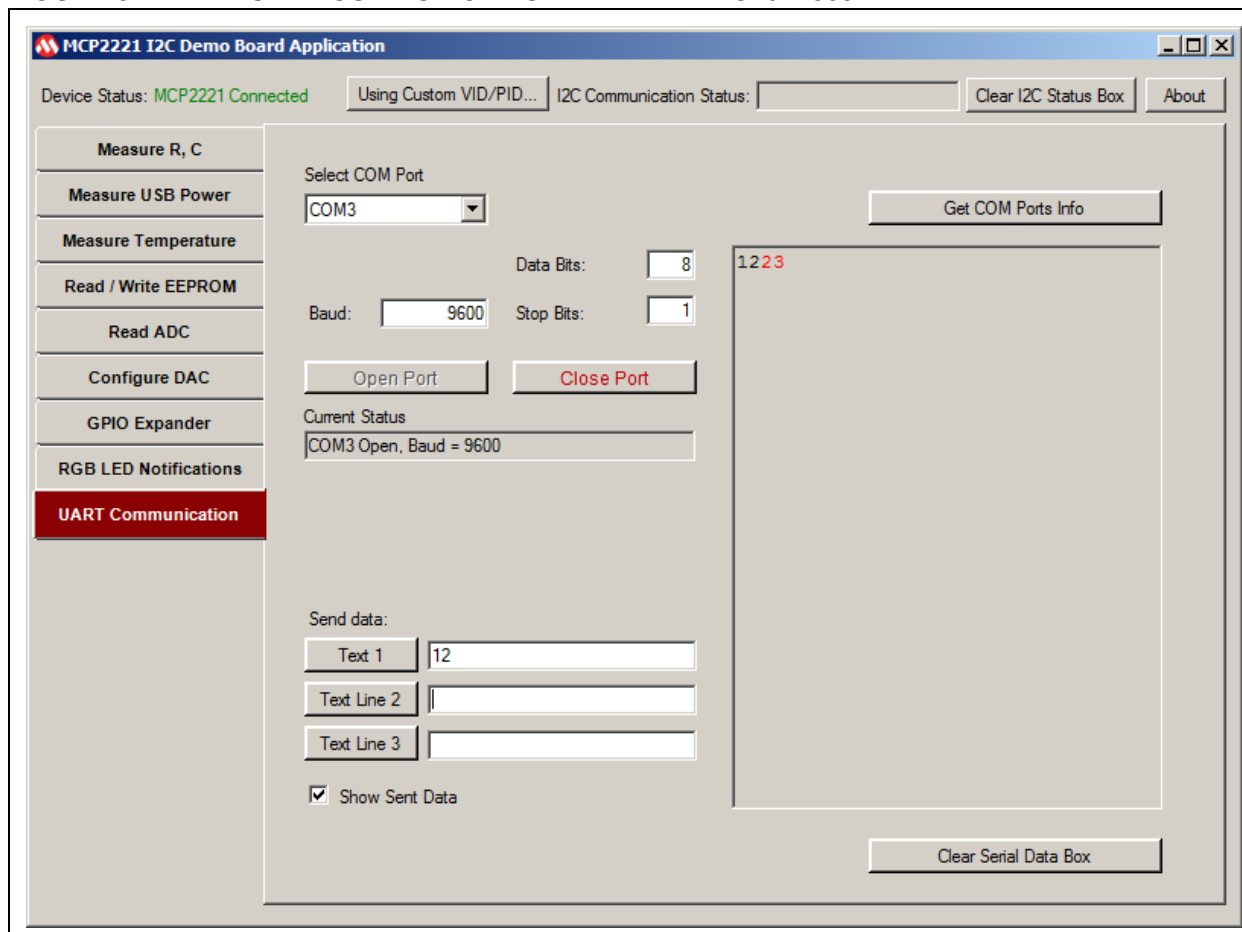 MCP2221 I2C Demo Board Application
Device Status: MCP2221 Connected
Using Custom VID/PID...
I2C Communication Status:
Clear I2C Status Box
About
Measure R, C
Measure USB Power
Measure Temperature
Read / Write EEPROM
Read ADC
Configure DAC
GPIO Expander
RGB LED Notifications
UART Communication
Select COM Port
COM3
Get COM Ports Info
Data Bits: 8
Baud: 9600
Stop Bits: 1
Open Port
Close Port
Current Status
COM3 Open, Baud = 9600
1223
Send data:
Text 1
12
Text Line 2
Text Line 3
Show Sent Data
Clear Serial Data Box